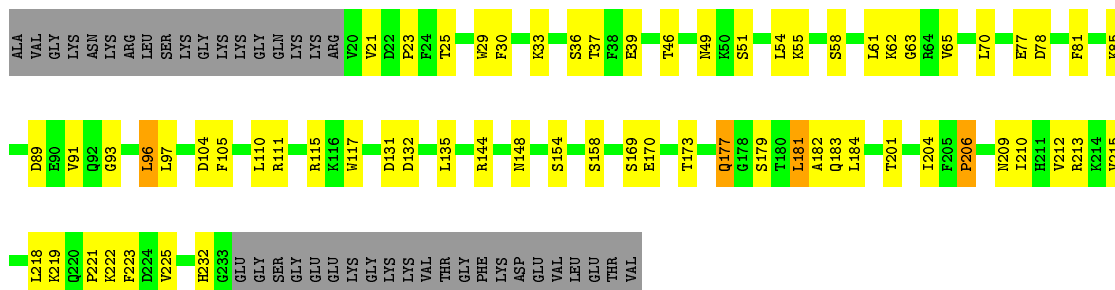 ALA VAL GLY LYS ASN LYS ARG LEU SER LYS GLY LYS LYS GLY GLN LYS LYS ARG V20 V21 D22 P23 F24 T25 W29 F30 K33 S36 T37 F38 E39 T46 N49 K50 S51 L54 K55 S58 L61 K62 G63 R64 V65 L70 E77 D78 F81
D89 E90 V91 Q92 G93 L96 L97 D104 F105 L110 R111 R115 K116 W117 D131 D132 L135 R144 N148 S154 S158 S169 E170 T173 Q177 G178 S179 T180 L181 A182 Q183 L184 T201 I204 F205 P206 N209 I210 H211 V212 R213 K214
L218 K219 Q220 P221 K222 F223 D224 V225 H232 G233 GLU GLY SER GLY GLU GLU LYS GLY LYS LYS VAL THR GLY PHE LYS ASP GLU VAL LEU GLU THR VAL